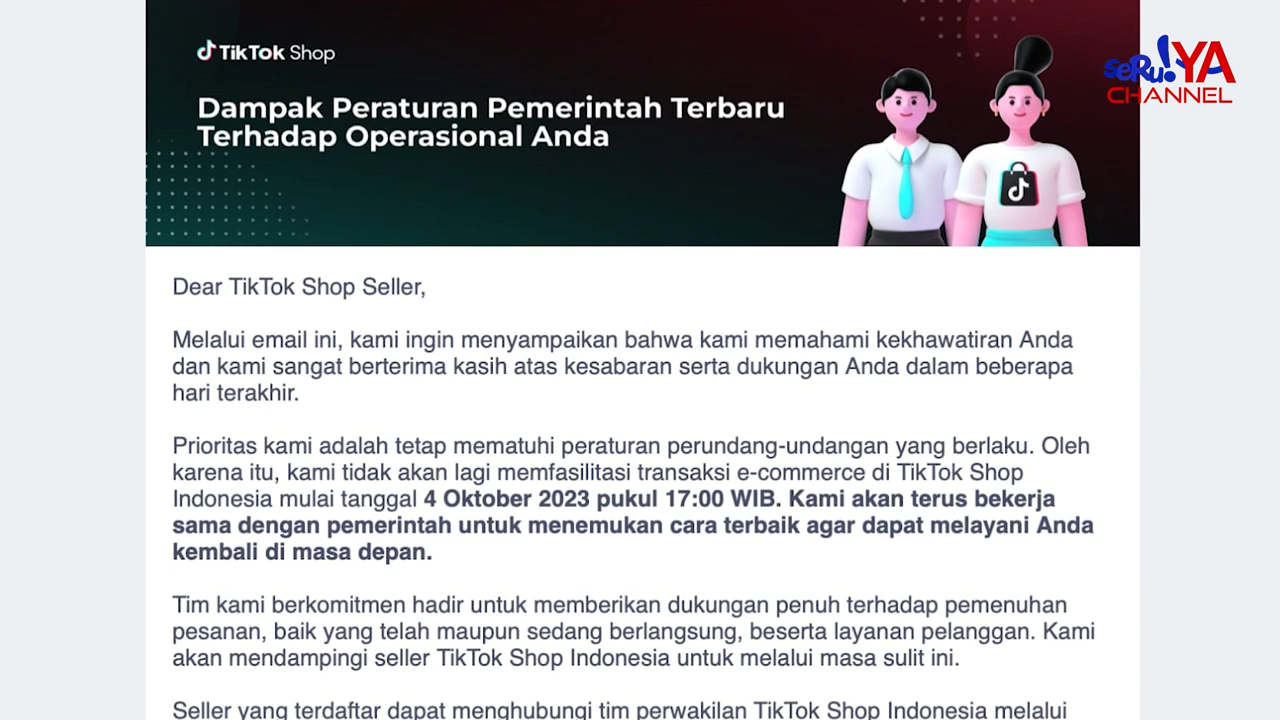 TikTok Shop
seRu!YA
CHANNEL
Dampak Peraturan Pemerintah Terbaru
Terhadap Operasional Anda
Dear TikTok Shop Seller,
Melalui email ini, kami ingin menyampaikan bahwa kami memahami kekhawatiran Anda
dan kami sangat berterima kasih atas kesabaran serta dukungan Anda dalam beberapa
hari terakhir.
Prioritas kami adalah tetap mematuhi peraturan perundang-undangan yang berlaku. Oleh
karena itu, kami tidak akan lagi memfasilitasi transaksi e-commerce di TikTok Shop
Indonesia mulai tanggal 4 Oktober 2023 pukul 17:00 WIB. Kami akan terus bekerja
sama dengan pemerintah untuk menemukan cara terbaik agar dapat melayani Anda
kembali di masa depan.
Tim kami berkomitmen hadir untuk memberikan dukungan penuh terhadap pemenuhan
pesanan, baik yang telah maupun sedang berlangsung, beserta layanan pelanggan. Kami
akan mendampingi seller TikTok Shop Indonesia untuk melalui masa sulit ini.
Seller yang terdaftar dapat menghubungi tim perwakilan TikTok Shop Indonesia melalui